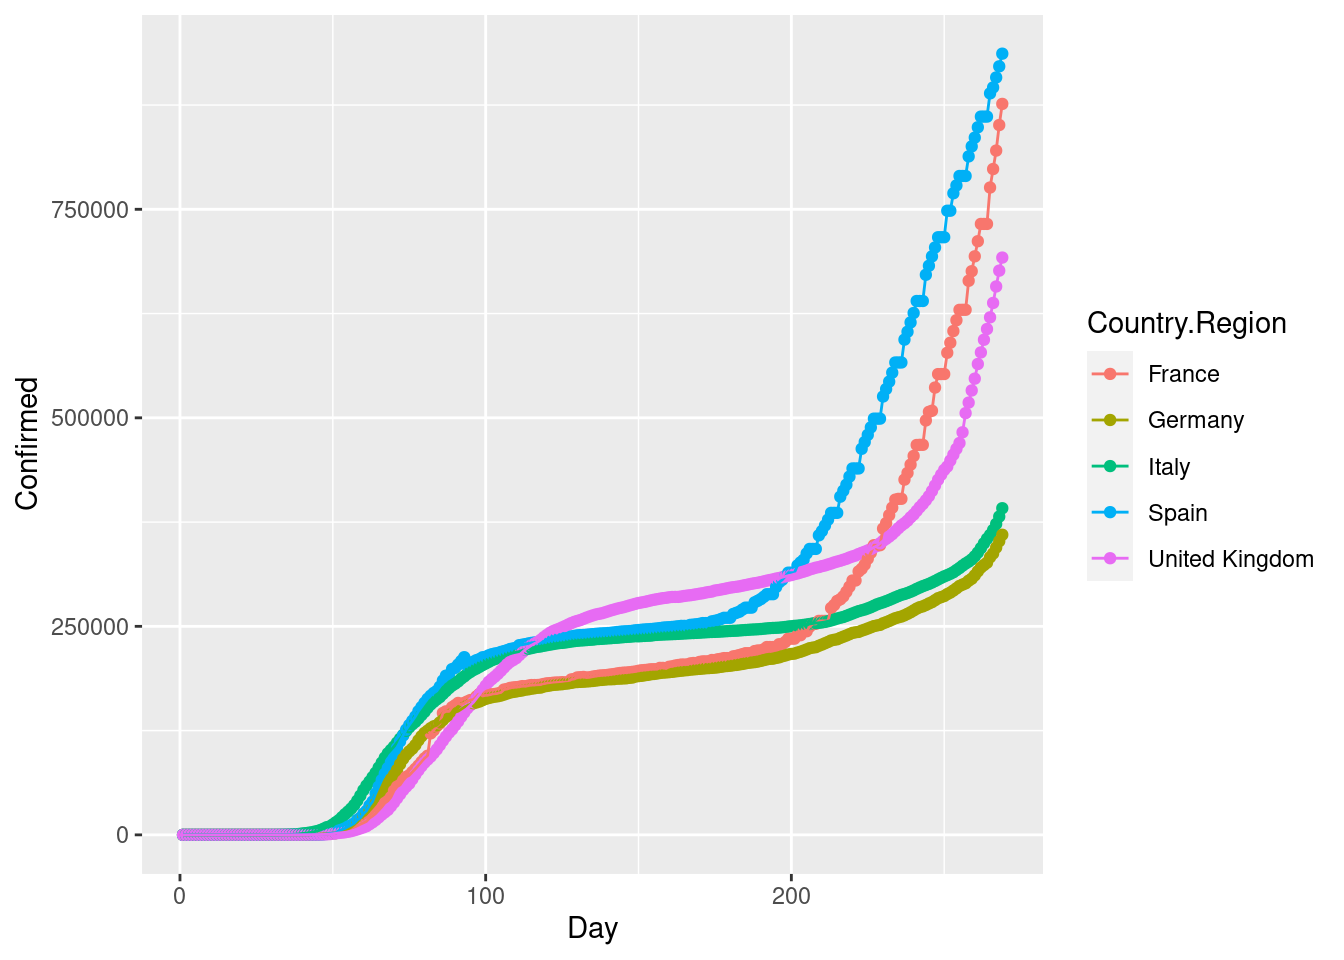 Confirmed
750000
500000
250000
0
0 100 200
Day
Country.Region
France
Germany
Italy
Spain
United Kingdom